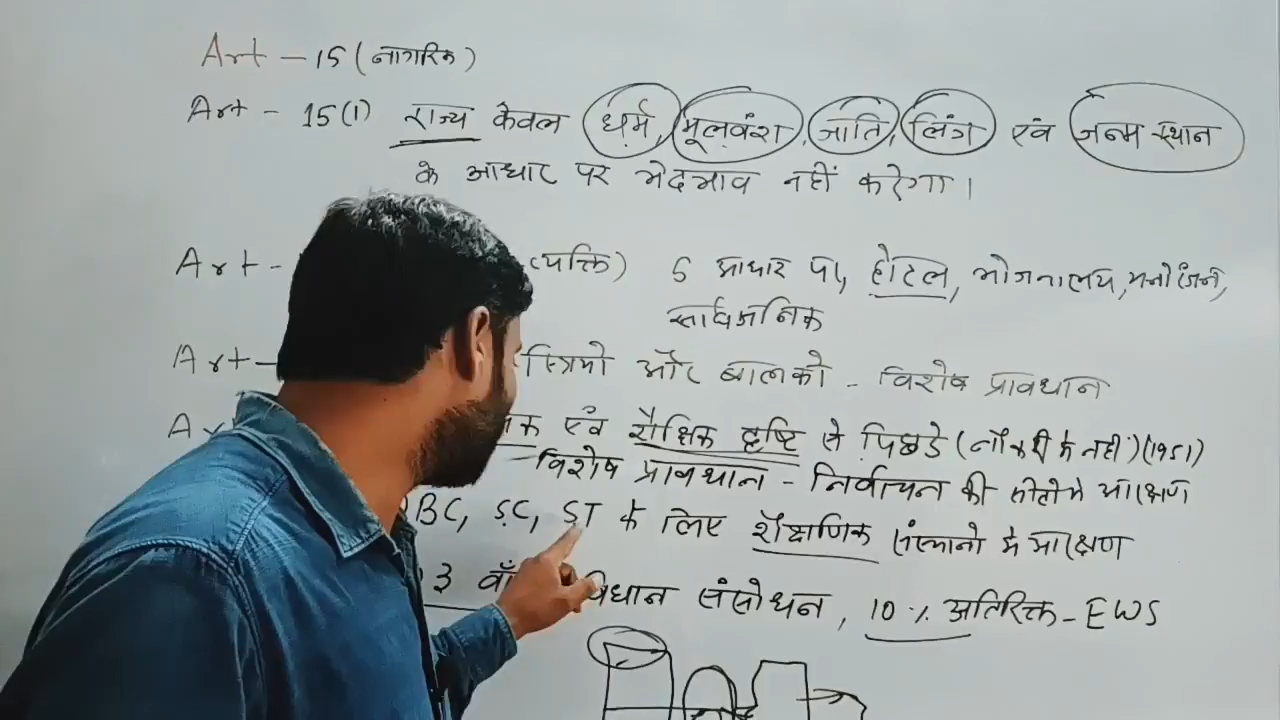 Art - 15 (नागरिक)
Art - 15(1) राज्य केवल धर्म, मूलवंश, जाति, लिंग एवं जन्म स्थान
के आधार पर भेदभाव नहीं करेगा।
Art - (व्यक्ति) 5 आधार पर, होटल, भोजनालय, मनोरंजन,
सार्वजनिक
Art - स्त्रियो और बालको - विशेष प्रावधान
एवं शैक्षिक दृष्टि से पिछडे (नौकरी के नहीं) (1951)
विशेष प्रावधान - निर्वाचन की सीटो मे आरक्षण
BC, SC, ST के लिए शैक्षणिक संस्थानो मे आरक्षण
3 वाँ संसोधन, 10 % अतिरिक्त - EWS